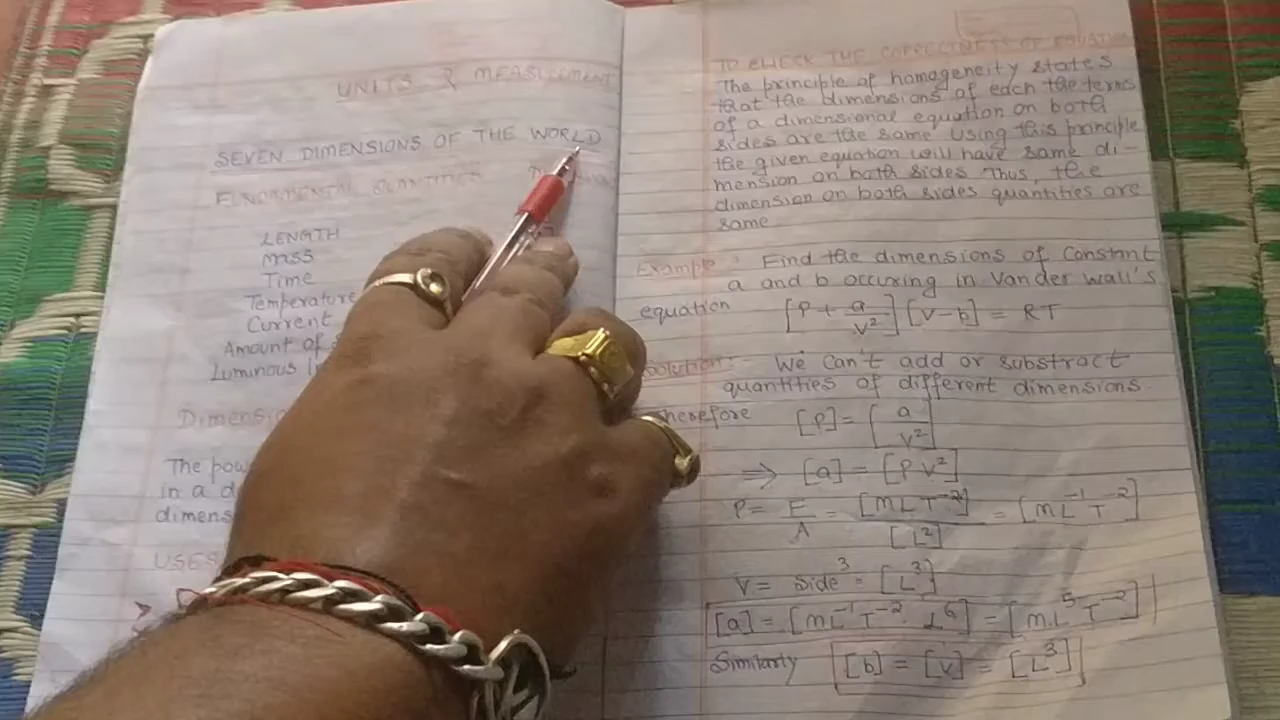 UNITS & MEASUREMENT
SEVEN DIMENSIONS OF THE WORLD
FUNDAMENTAL QUANTITIES
LENGTH
Mass
Time
Temperature
Current
Amount of
Luminous
Dimensio
The pow
in a d
dimens
USES
TO CHECK THE CORRECTNESS OF EQUATION
The principle of homogeneity states
that the dimensions of each the terms
of a dimensional equation on both
sides are the same Using this principle
the given equation will have same di-
mension on both sides Thus, the
dimension on both sides quantities are
same
Example : Find the dimensions of Constant
a and b occuring in Vander wall's
equation [P + a/V²] [V-b] = RT
Solution:- We Can't add or substract
quantities of different dimensions.
Therefore [P] = [a/V²]
⇒ [a] = [PV²]
P = F/A = [MLT⁻²]/[L²] = [ML⁻¹T⁻²]
V = Side³ = [L³]
[a] = [ML⁻¹T⁻². L⁶] = [M.L⁵T⁻²]
Similarly [b] = [V] = [L³]